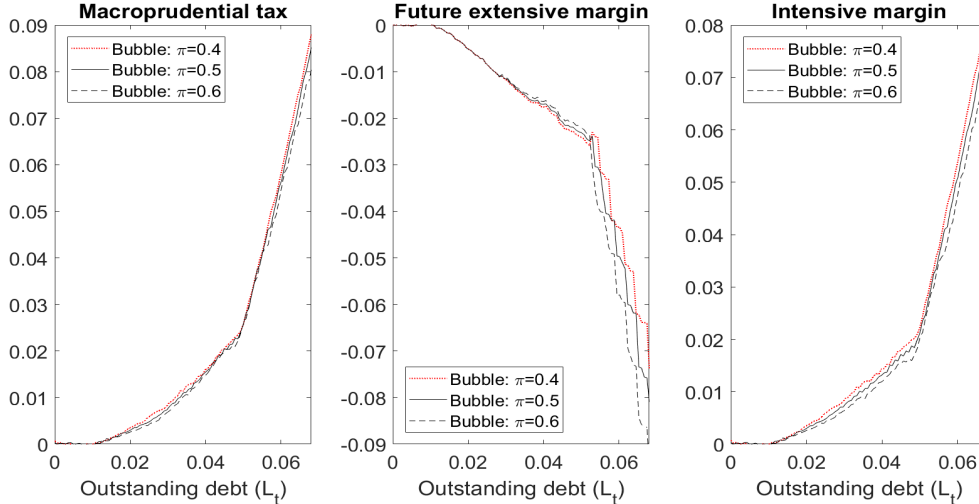 Macroprudential tax
0.09
0.08
0.07
0.06
0.05
0.04
0.03
0.02
0.01
0
0
0.02
0.04
0.06
Outstanding debt (L_t)
Bubble: π=0.4
Bubble: π=0.5
Bubble: π=0.6
Future extensive margin
0
-0.01
-0.02
-0.03
-0.04
-0.05
-0.06
-0.07
-0.08
-0.09
0
0.02
0.04
0.06
Outstanding debt (L_t)
Bubble: π=0.4
Bubble: π=0.5
Bubble: π=0.6
Intensive margin
0.08
0.07
0.06
0.05
0.04
0.03
0.02
0.01
0
0
0.02
0.04
0.06
Outstanding debt (L_t)
Bubble: π=0.4
Bubble: π=0.5
Bubble: π=0.6